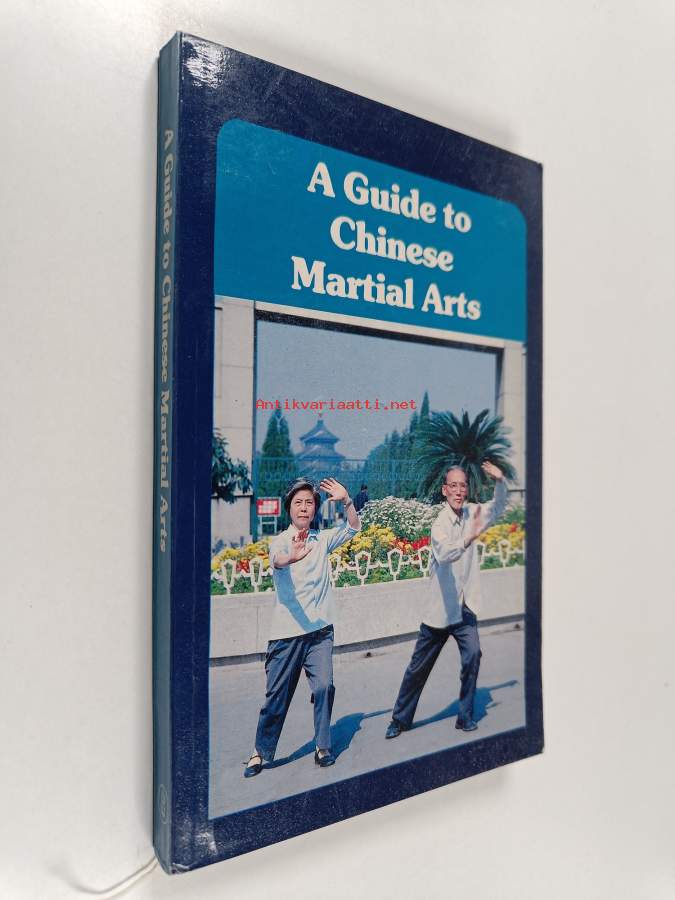 A Guide to
Chinese
Martial Arts
Antikvariaatti.net
A Guide to Chinese Martial Arts